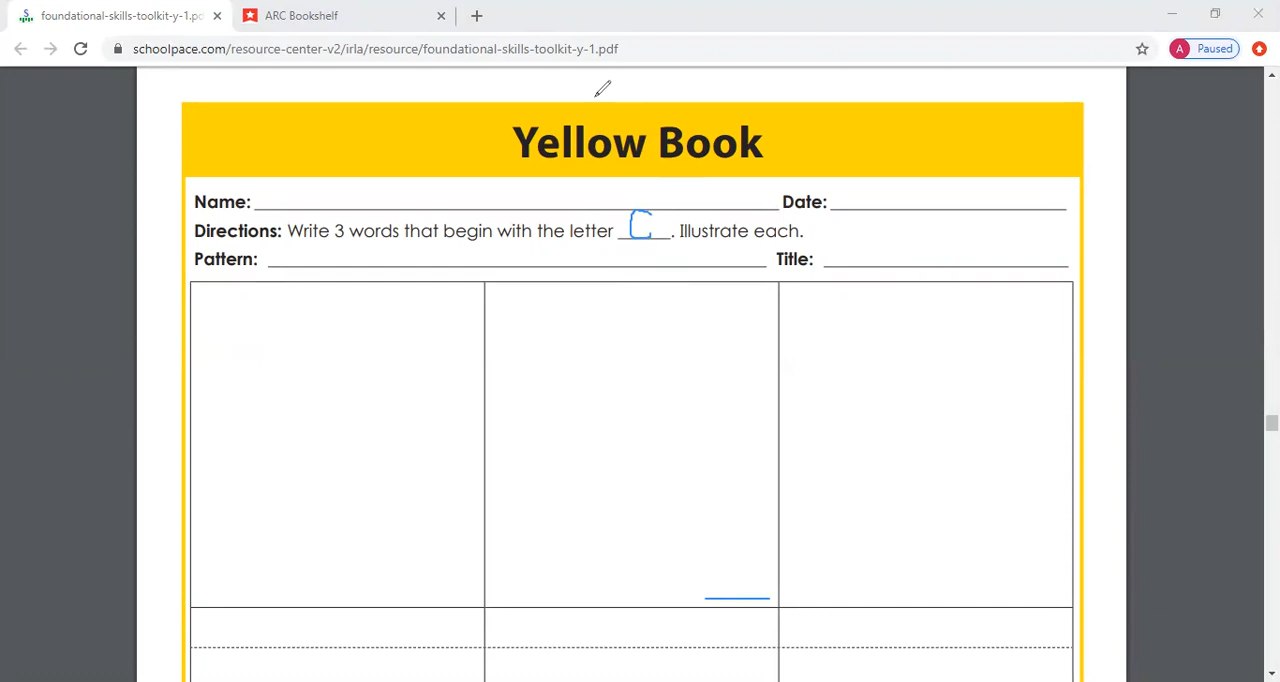 foundational-skills-toolkit-y-1.pd
ARC Bookshelf
schoolpace.com/resource-center-v2/irla/resource/foundational-skills-toolkit-y-1.pdf
A Paused
Yellow Book
Name: Date:
Directions: Write 3 words that begin with the letter C. Illustrate each.
Pattern: Title: